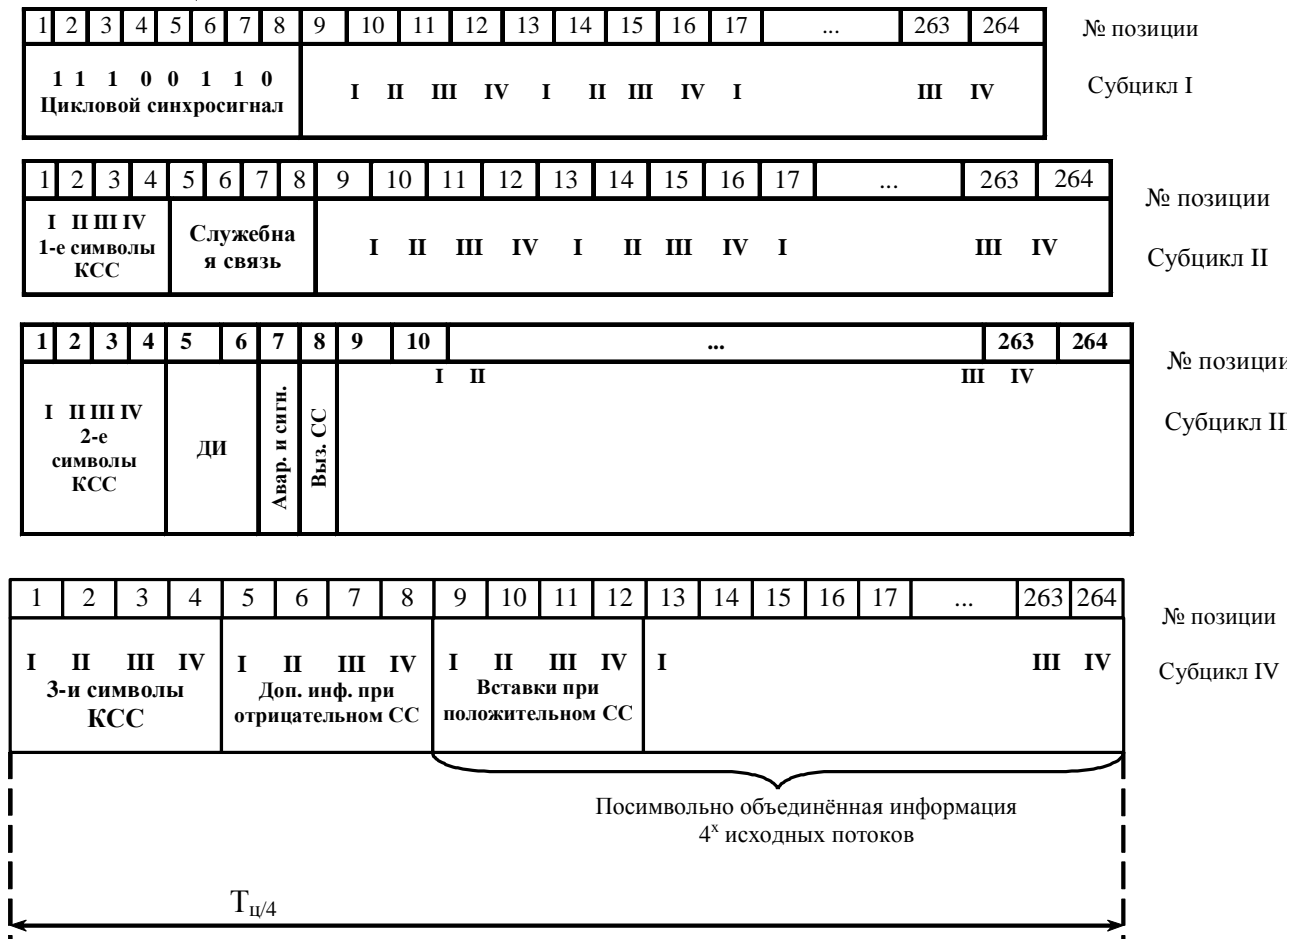 1 2 3 4 5 6 7 8 9 10 11 12 13 14 15 16 17 ... 263 264 № позиции
1 1 1 0 0 1 1 0 I II III IV I II III IV I III IV Субцикл I
Цикловой синхросигнал
1 2 3 4 5 6 7 8 9 10 11 12 13 14 15 16 17 ... 263 264 № позиции
I II III IV
1-е символы
КСС
Служебна
я связь
I II III IV I II III IV I III IV
Субцикл II
1 2 3 4 5 6 7 8 9 10 ... 263 264 № позиции
I II III IV
I II III IV
2-е
символы
КСС
ДИ
Авар. и сигн.
Выз. СС
Субцикл II
1 2 3 4 5 6 7 8 9 10 11 12 13 14 15 16 17 ... 263 264 № позиции
I II III IV
3-и символы
КСС
I II III IV
Доп. инф. при
отрицательном СС
I II III IV
Вставки при
положительном СС
I III IV
Субцикл IV
Посимвольно объединённая информация
4х исходных потоков
Тц/4